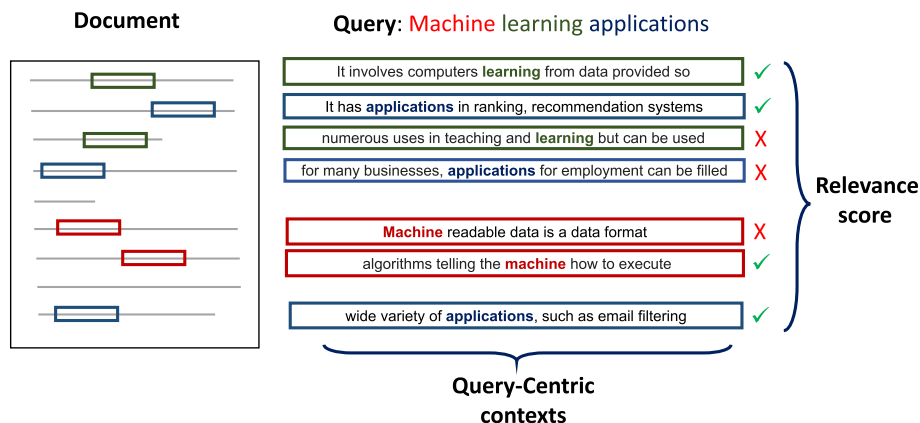 Document
Query: Machine learning applications
It involves computers learning from data provided so
It has applications in ranking, recommendation systems
numerous uses in teaching and learning but can be used
for many businesses, applications for employment can be filled
Machine readable data is a data format
algorithms telling the machine how to execute
wide variety of applications, such as email filtering
Relevance
score
Query-Centric
contexts